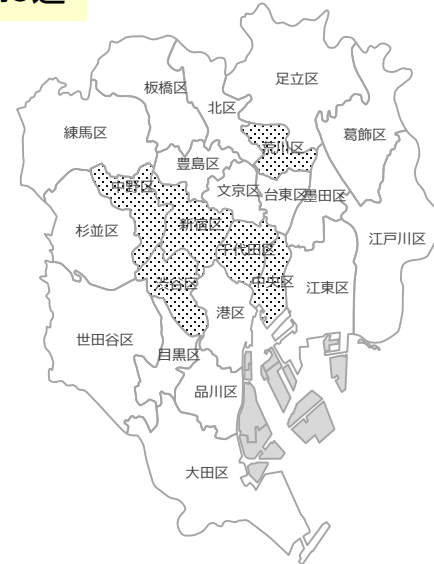 足立区
板橋区
北区
練馬区
荒川区
葛飾区
豊島区
中野区
文京区
台東区
墨田区
杉並区
新宿区
江戸川区
千代田区
渋谷区
中央区
江東区
港区
世田谷区
目黒区
品川区
大田区